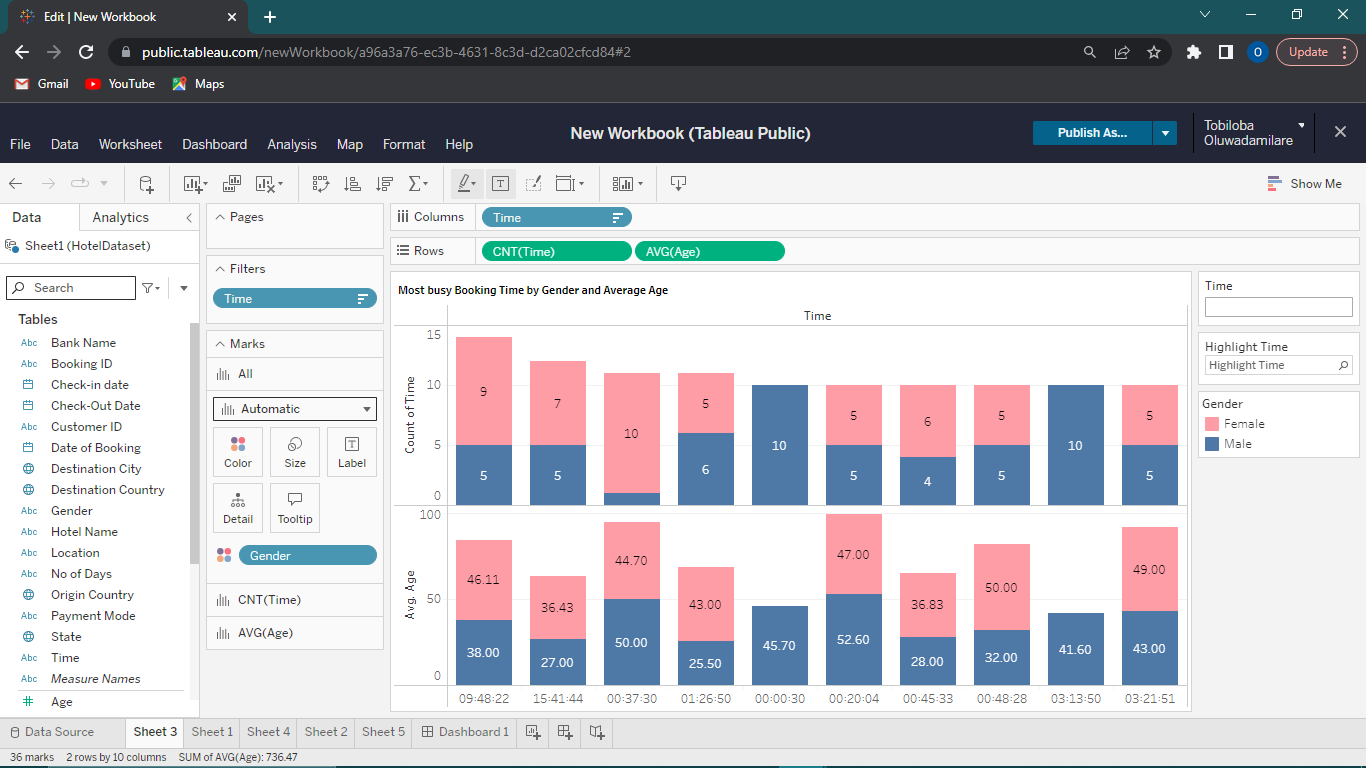 Edit | New Workbook
public.tableau.com/newWorkbook/a96a3a76-ec3b-4631-8c3d-d2ca02cfcd84#2
O
Update
Gmail YouTube Maps
New Workbook (Tableau Public)
File Data Worksheet Dashboard Analysis Map Format Help
Publish As...
Tobiloba
Oluwadamilare
Show Me
Data Analytics
Sheet1 (HotelDataset)
Search
Tables
Abc Bank Name
Abc Booking ID
Check-in date
Check-Out Date
Abc Customer ID
Date of Booking
Destination City
Destination Country
Abc Gender
Abc Hotel Name
Abc Location
Abc No of Days
Origin Country
Abc Payment Mode
State
Abc Time
Abc Measure Names
Age
Pages
Filters
Time
Marks
All
Automatic
Color Size Label
Detail Tooltip
Gender
CNT(Time)
AVG(Age)
Columns Time
Rows CNT(Time) AVG(Age)
Most busy Booking Time by Gender and Average Age
Time
Count of Time
15
10
5
0
9 7 10 5 5 6 5 5
5 5 6 10 5 4 5 10 5
Avg. Age
100
50
0
46.11 36.43 44.70 43.00 47.00 36.83 50.00 49.00
38.00 27.00 50.00 25.50 45.70 52.60 28.00 32.00 41.60 43.00
09:48:22 15:41:44 00:37:30 01:26:50 00:00:30 00:20:04 00:45:33 00:48:28 03:13:50 03:21:51
Time
Highlight Time
Highlight Time
Gender
Female
Male
Data Source Sheet 3 Sheet 1 Sheet 4 Sheet 2 Sheet 5 Dashboard 1
36 marks 2 rows by 10 columns SUM of AVG(Age): 736.47